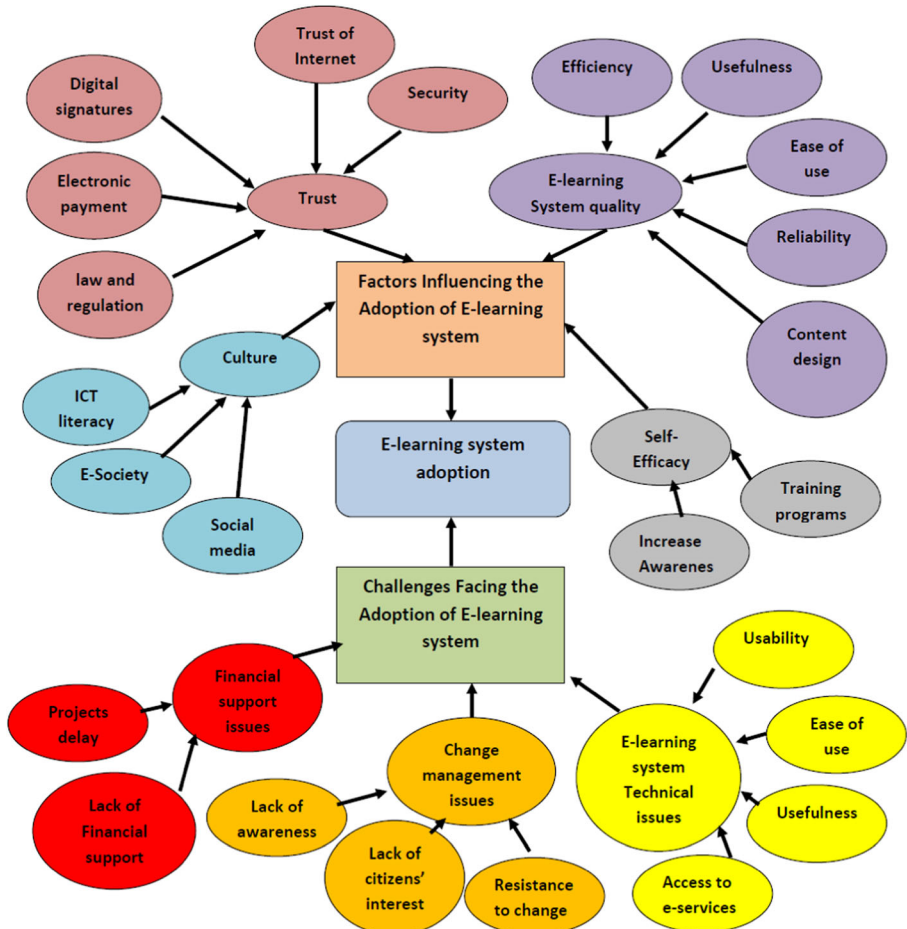 Trust of
Internet
Digital
signatures
Security
Electronic
payment
Trust
law and
regulation
Efficiency
Usefulness
E-learning
System quality
Ease of
use
Reliability
Content
design
Factors Influencing the
Adoption of E-learning
system
Culture
ICT
literacy
E-Society
Social
media
E-learning system
adoption
Self-
Efficacy
Training
programs
Increase
Awarenes
Challenges Facing the
Adoption of E-learning
system
Financial
support
issues
Projects
delay
Lack of
Financial
support
Change
management
issues
Lack of
awareness
Lack of
citizens’
interest
Resistance
to change
E-learning
system
Technical
issues
Usability
Ease of
use
Usefulness
Access to
e-services